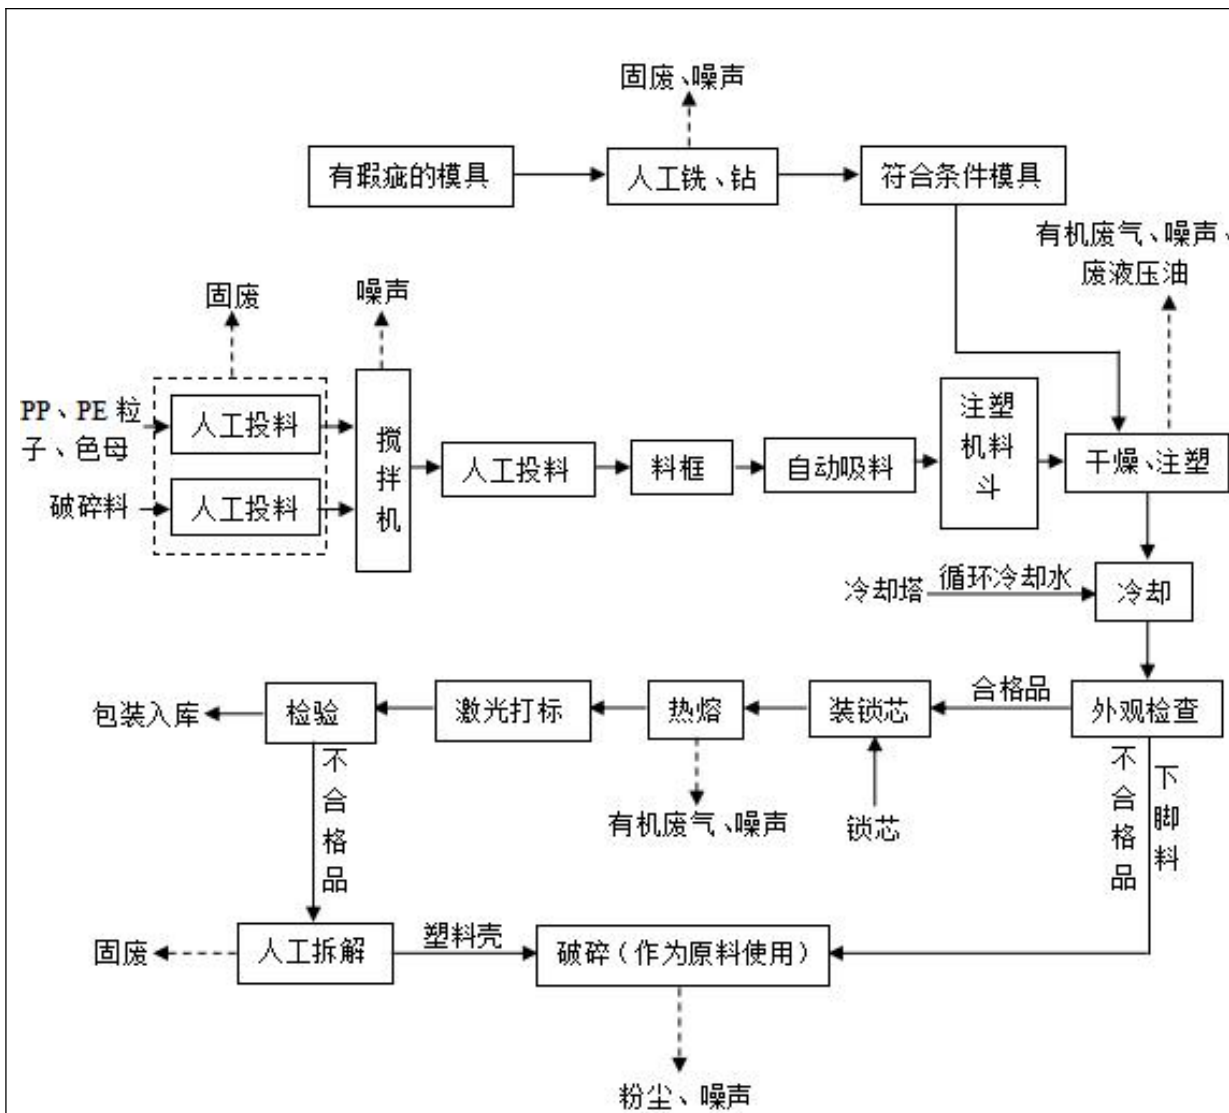 固废、噪声
有瑕疵的模具
人工铣、钻
符合条件模具
有机废气、噪声、
废液压油
固废
噪声
PP、PE 粒
子、色母
人工投料
破碎料
人工投料
搅
拌
机
人工投料
料框
自动吸料
注塑
机料
斗
干燥、注塑
冷却塔
循环冷却水
冷却
包装入库
检验
激光打标
热熔
装锁芯
合格品
外观检查
不
合
格
品
有机废气、噪声
锁芯
不
合
格
品
下
脚
料
固废
人工拆解
塑料壳
破碎（作为原料使用）
粉尘、噪声